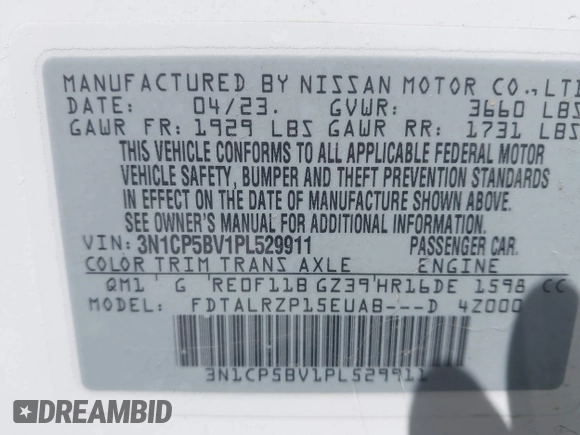 MANUFACTURED BY NISSAN MOTOR CO., LTD
DATE: 04/23. GVWR: 3660 LBS
GAWR FR: 1929 LBS GAWR RR: 1731 LBS
THIS VEHICLE CONFORMS TO ALL APPLICABLE FEDERAL MOTOR
VEHICLE SAFETY, BUMPER AND THEFT PREVENTION STANDARDS
IN EFFECT ON THE DATE OF MANUFACTURE SHOWN ABOVE.
SEE OWNER'S MANUAL FOR ADDITIONAL INFORMATION.
VIN: 3N1CP5BV1PL529911 PASSENGER CAR.
COLOR TRIM TRANS AXLE ENGINE
QM1 G RE0F11B GZ39 HR16DE 1598 CC
MODEL: FDTALRZP15EUAB---D 4Z000
3N1CP5BV1PL529911
DREAMBID